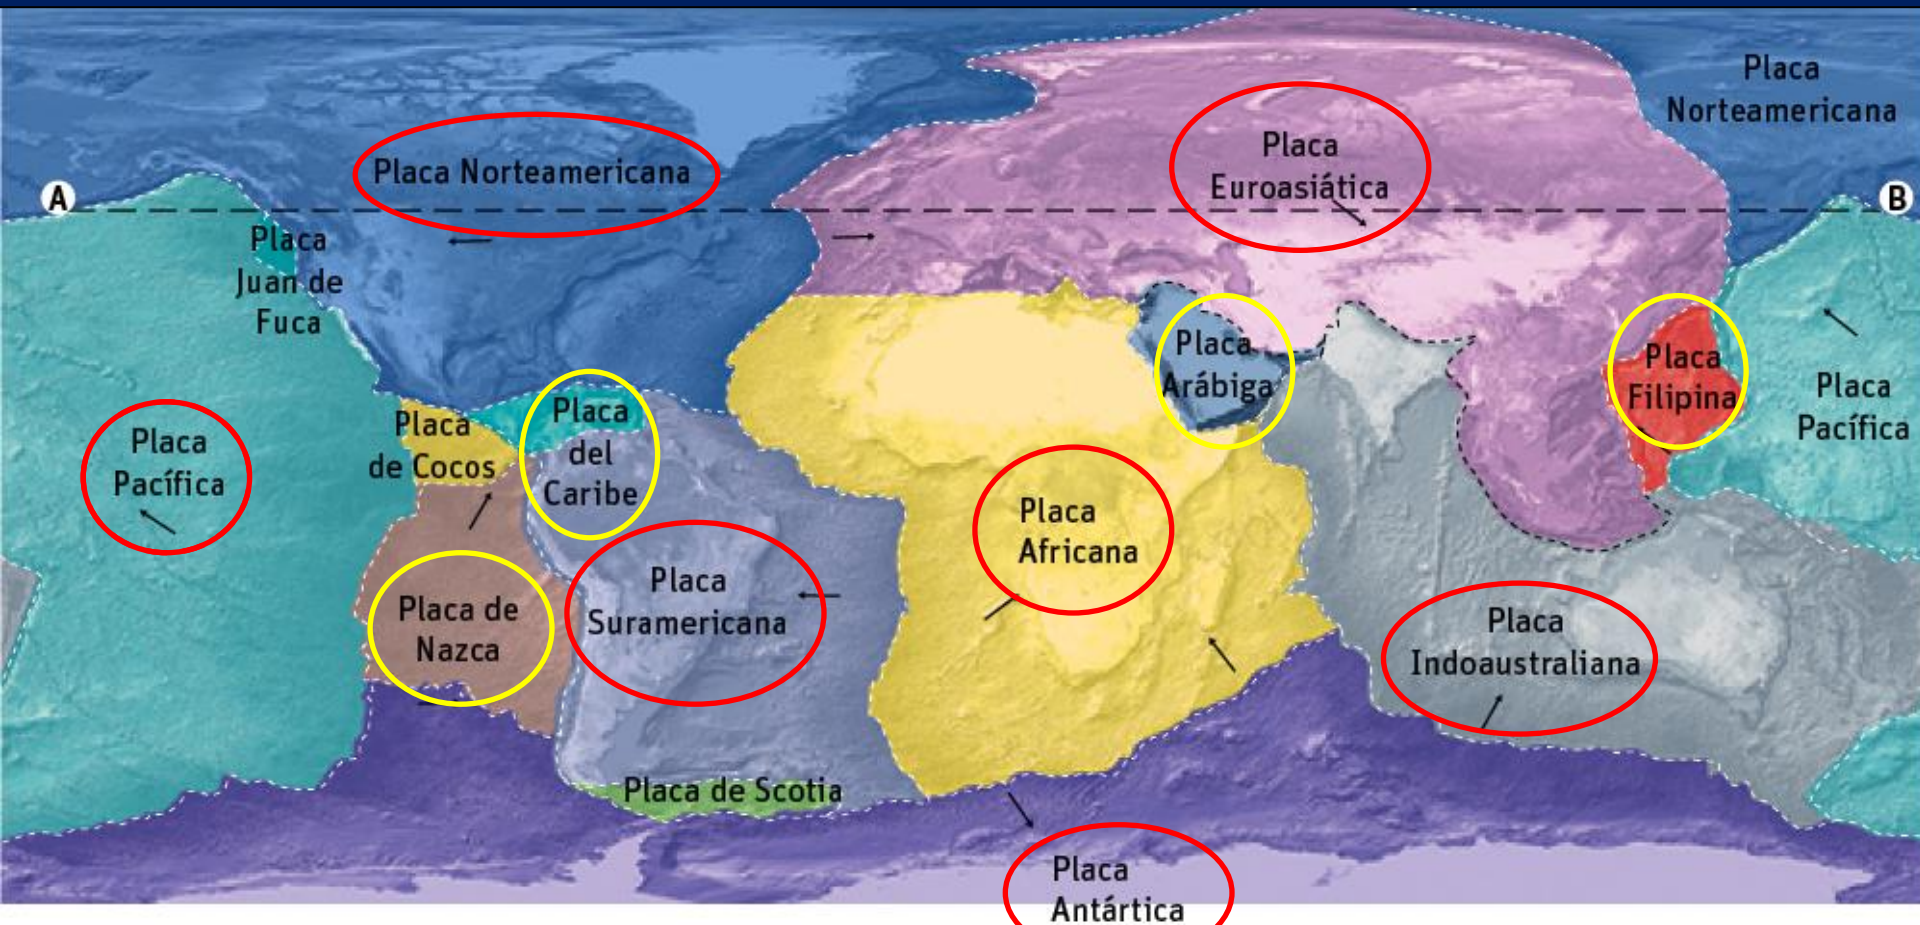 Placa
Norteamericana
Placa Norteamericana
Placa
Euroasiática
A
B
Placa
Juan de
Fuca
Placa
Arábiga
Placa
Filipina
Placa
Pacífica
Placa
de Cocos
Placa
del
Caribe
Placa
Pacífica
Placa
Africana
Placa
Suramericana
Placa de
Nazca
Placa
Indoaustraliana
Placa de Scotia
Placa
Antártica